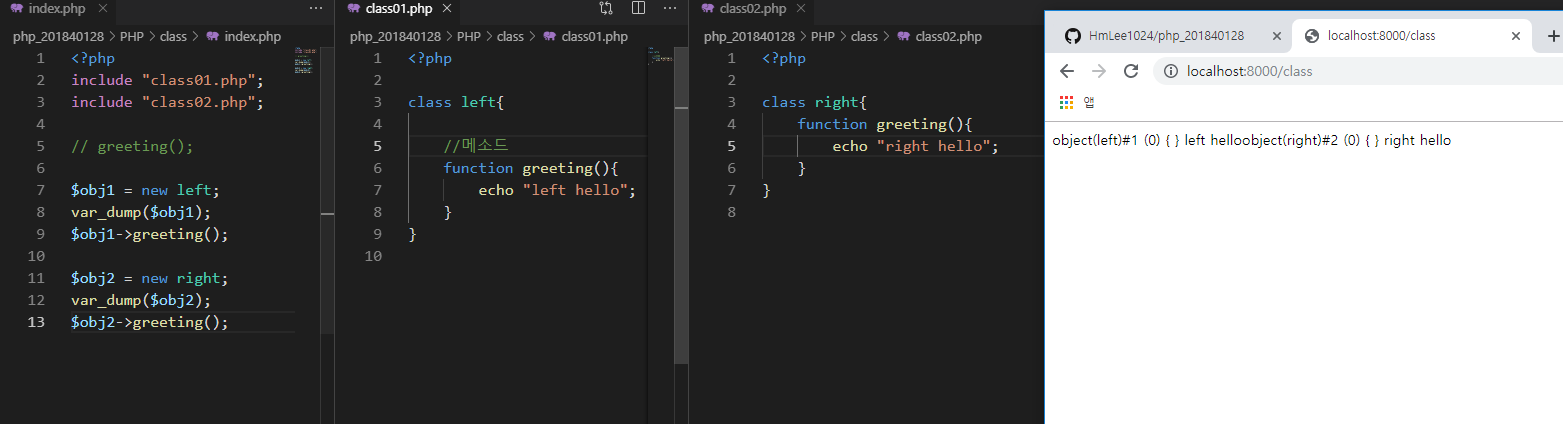 index.php
php_201840128 > PHP > class > index.php
1 <?php
2 include "class01.php";
3 include "class02.php";
4
5 // greeting();
6
7 $obj1 = new left;
8 var_dump($obj1);
9 $obj1->greeting();
10
11 $obj2 = new right;
12 var_dump($obj2);
13 $obj2->greeting();
class01.php
php_201840128 > PHP > class > class01.php
1 <?php
2
3 class left{
4
5 //메소드
6 function greeting(){
7 echo "left hello";
8 }
9 }
10
class02.php
php_201840128 > PHP > class > class02.php
1 <?php
2
3 class right{
4 function greeting(){
5 echo "right hello";
6 }
7 }
8
HmLee1024/php_201840128
localhost:8000/class
localhost:8000/class
앱
object(left)#1 (0) { } left helloobject(right)#2 (0) { } right hello